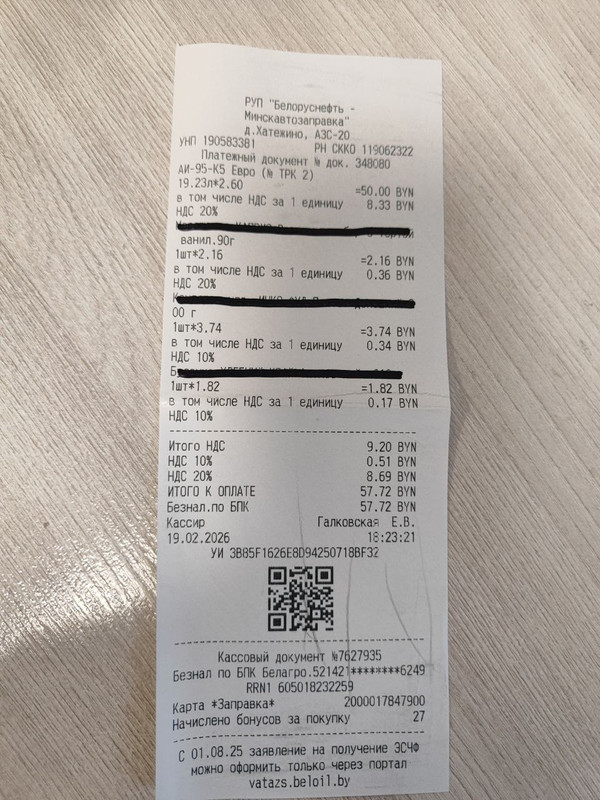 РУП "Белоруснефть -
Минскавтозаправка"
д.Хатежино, АЗС-20
УНП 190583381 РН СККО 119062322
Платежный документ № док. 348080
АИ-95-К5 Евро (№ ТРК 2)
19.23л*2.60 =50.00 BYN
в том числе НДС за 1 единицу 8.33 BYN
НДС 20%
ванил.90г
1шт*2.16 =2.16 BYN
в том числе НДС за 1 единицу 0.36 BYN
НДС 20%
00 г
1шт*3.74 =3.74 BYN
в том числе НДС за 1 единицу 0.34 BYN
НДС 10%
1шт*1.82 =1.82 BYN
в том числе НДС за 1 единицу 0.17 BYN
НДС 10%
Итого НДС 9.20 BYN
НДС 10% 0.51 BYN
НДС 20% 8.69 BYN
ИТОГО К ОПЛАТЕ 57.72 BYN
Безнал.по БПК 57.72 BYN
Кассир Галковская Е.В.
19.02.2026 18:23:21
УИ 3B85F1626E8D94250718BF32
Кассовый документ №7627935
Безнал по БПК Белагро.521421********6249
RRN1 605018232259
Карта *Заправка* 2000017847900
Начислено бонусов за покупку 27
С 01.08.25 заявление на получение ЭСЧФ
можно оформить только через портал
vatazs.beloil.by